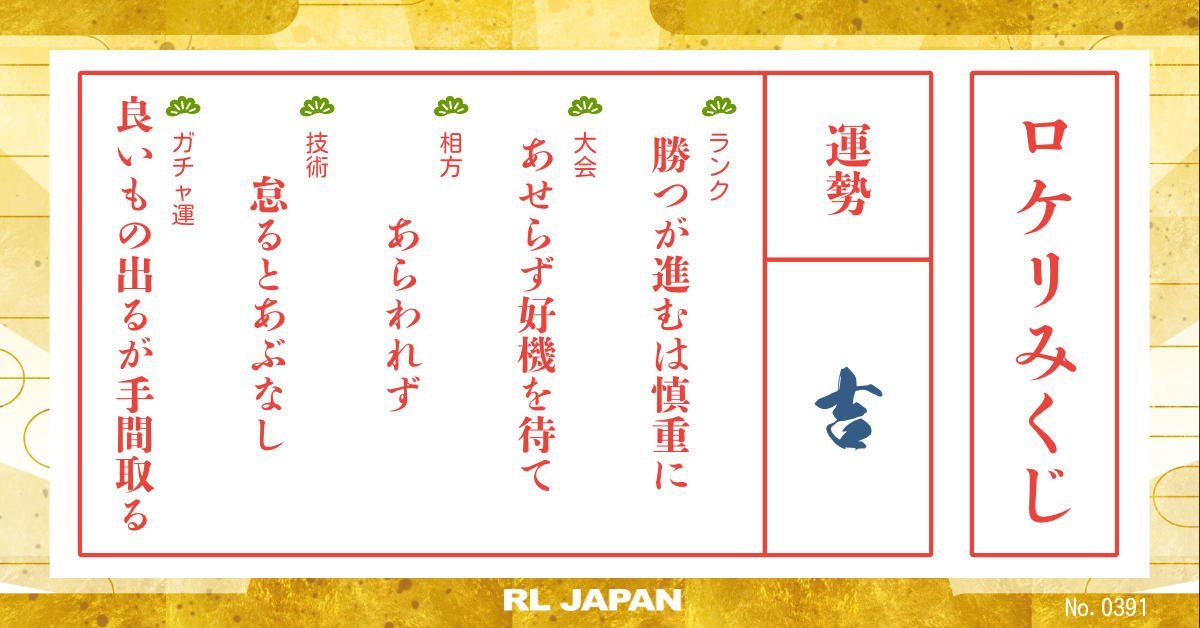 ロケリみくじ
運勢
吉
ランク
勝つが進むは慎重に
大会
あせらず好機を待て
相方
あらわれず
技術
怠るとあぶなし
ガチャ運
良いもの出るが手間取る
RL JAPAN
No. 0391